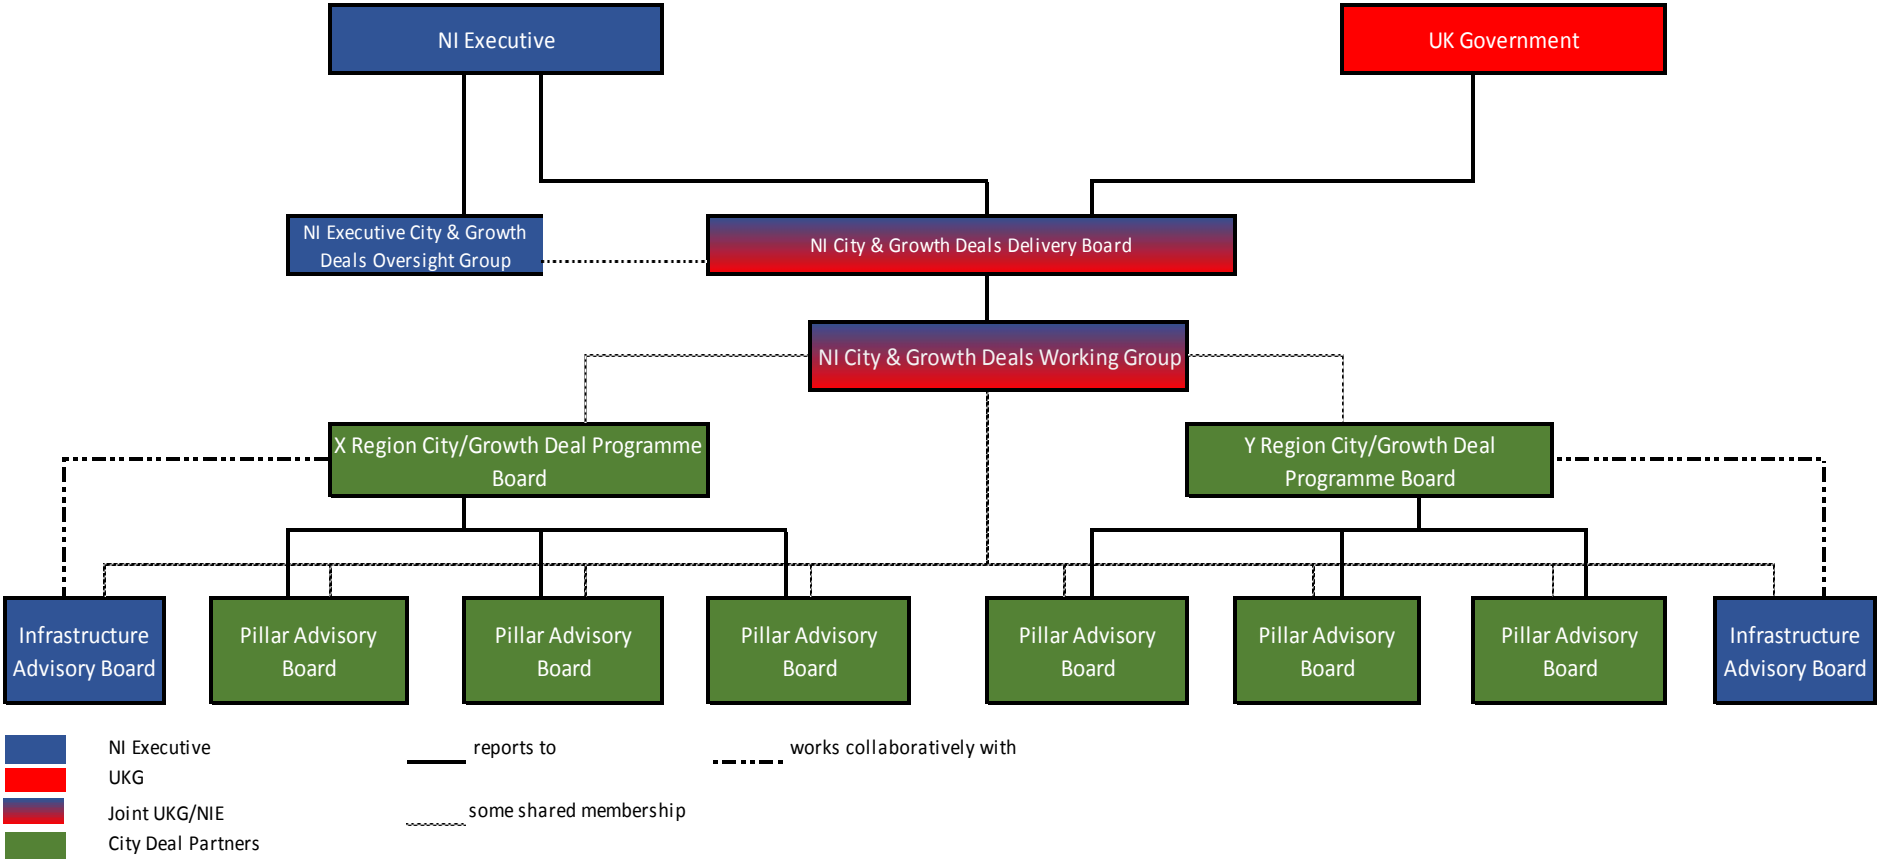 NI Executive
UK Government
NI Executive City & Growth
Deals Oversight Group
NI City & Growth Deals Delivery Board
NI City & Growth Deals Working Group
X Region City/Growth Deal Programme
Board
Y Region City/Growth Deal
Programme Board
Infrastructure
Advisory Board
Pillar Advisory
Board
Pillar Advisory
Board
Pillar Advisory
Board
Pillar Advisory
Board
Pillar Advisory
Board
Pillar Advisory
Board
Infrastructure
Advisory Board
NI Executive
UKG
Joint UKG/NIE
City Deal Partners
reports to
some shared membership
works collaboratively with